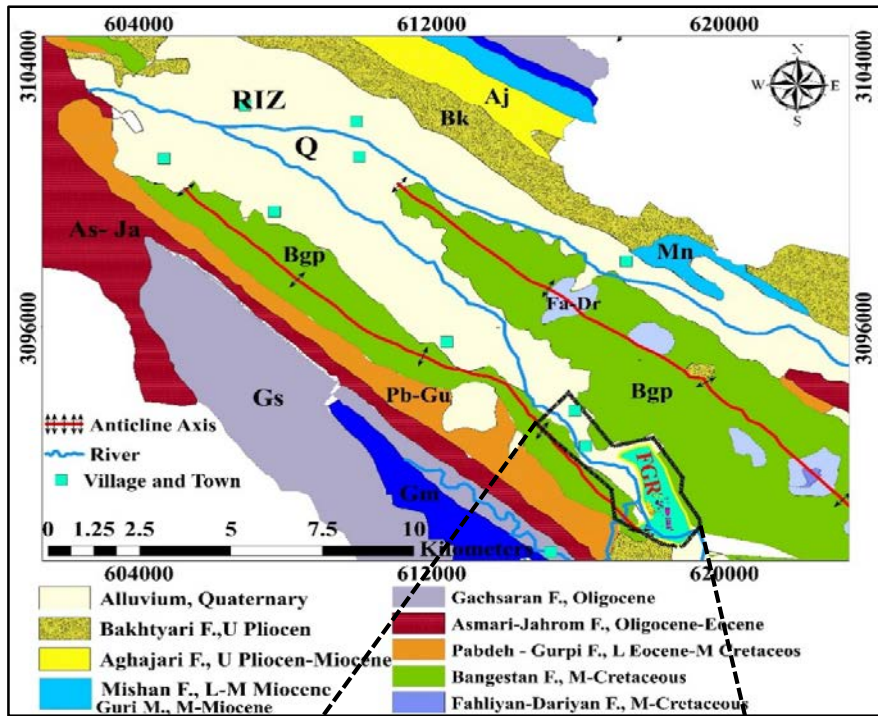 604000 612000 620000
3104000 3104000
N
W E
S
RIZ
Aj
Bk
Q
As- Ja
Bgp
Mn
Fa-Dr
3096000 3096000
Gs
Pb-Gu
Bgp
Anticline Axis
River
Village and Town
FGR
Gm
0 1.25 2.5 5 7.5 10
Kilometers
604000 612000 620000
Alluvium, Quaternary
Bakhtyari F.,U Pliocen
Aghajari F., U Pliocen-Miocene
Mishan F., L-M Miocene
Guri M., M-Miocene
Gachsaran F., Oligocene
Asmari-Jahrom F., Oligocene-Eocene
Pabdeh - Gurpi F., L Eocene-M Cretaceos
Bangestan F., M-Cretaceous
Fahliyan-Dariyan F., M-Cretaceous